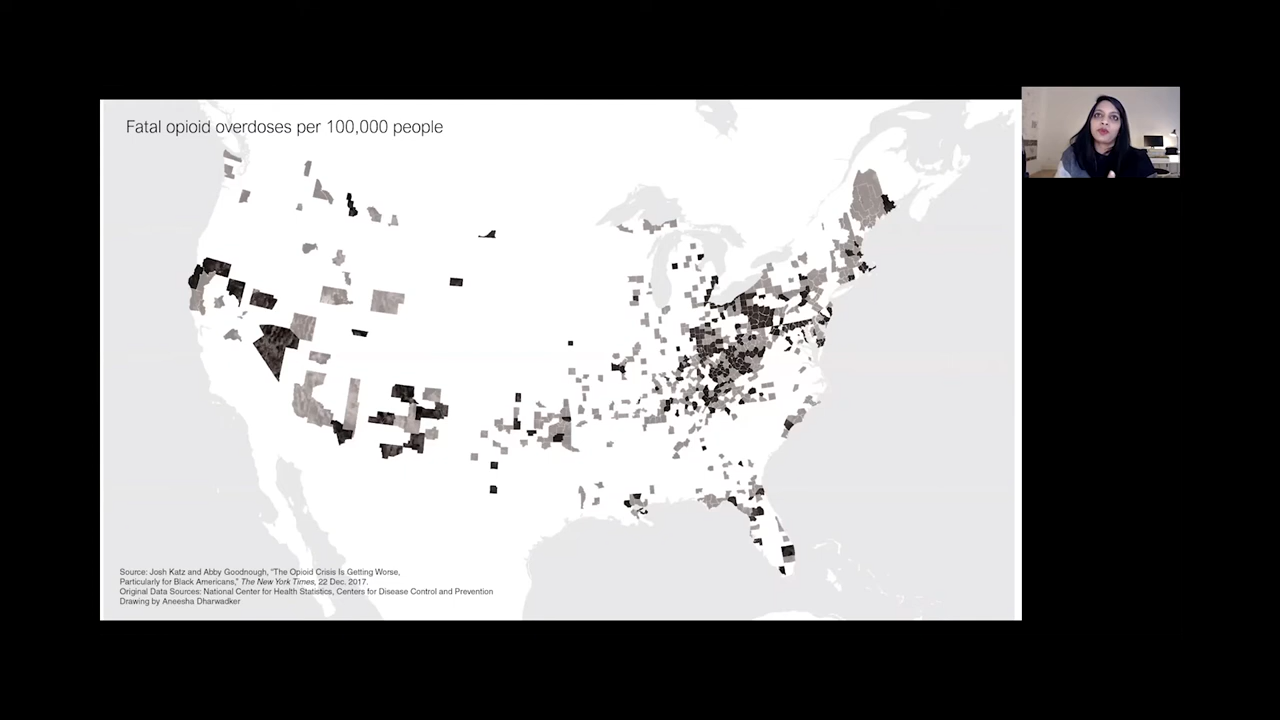 Fatal opioid overdoses per 100,000 people
Source: Josh Katz and Abby Goodnough, “The Opioid Crisis Is Getting Worse,
Particularly for Black Americans,” The New York Times, 22 Dec. 2017.
Original Data Sources: National Center for Health Statistics, Centers for Disease Control and Prevention
Drawing by Aneesha Dharwadker